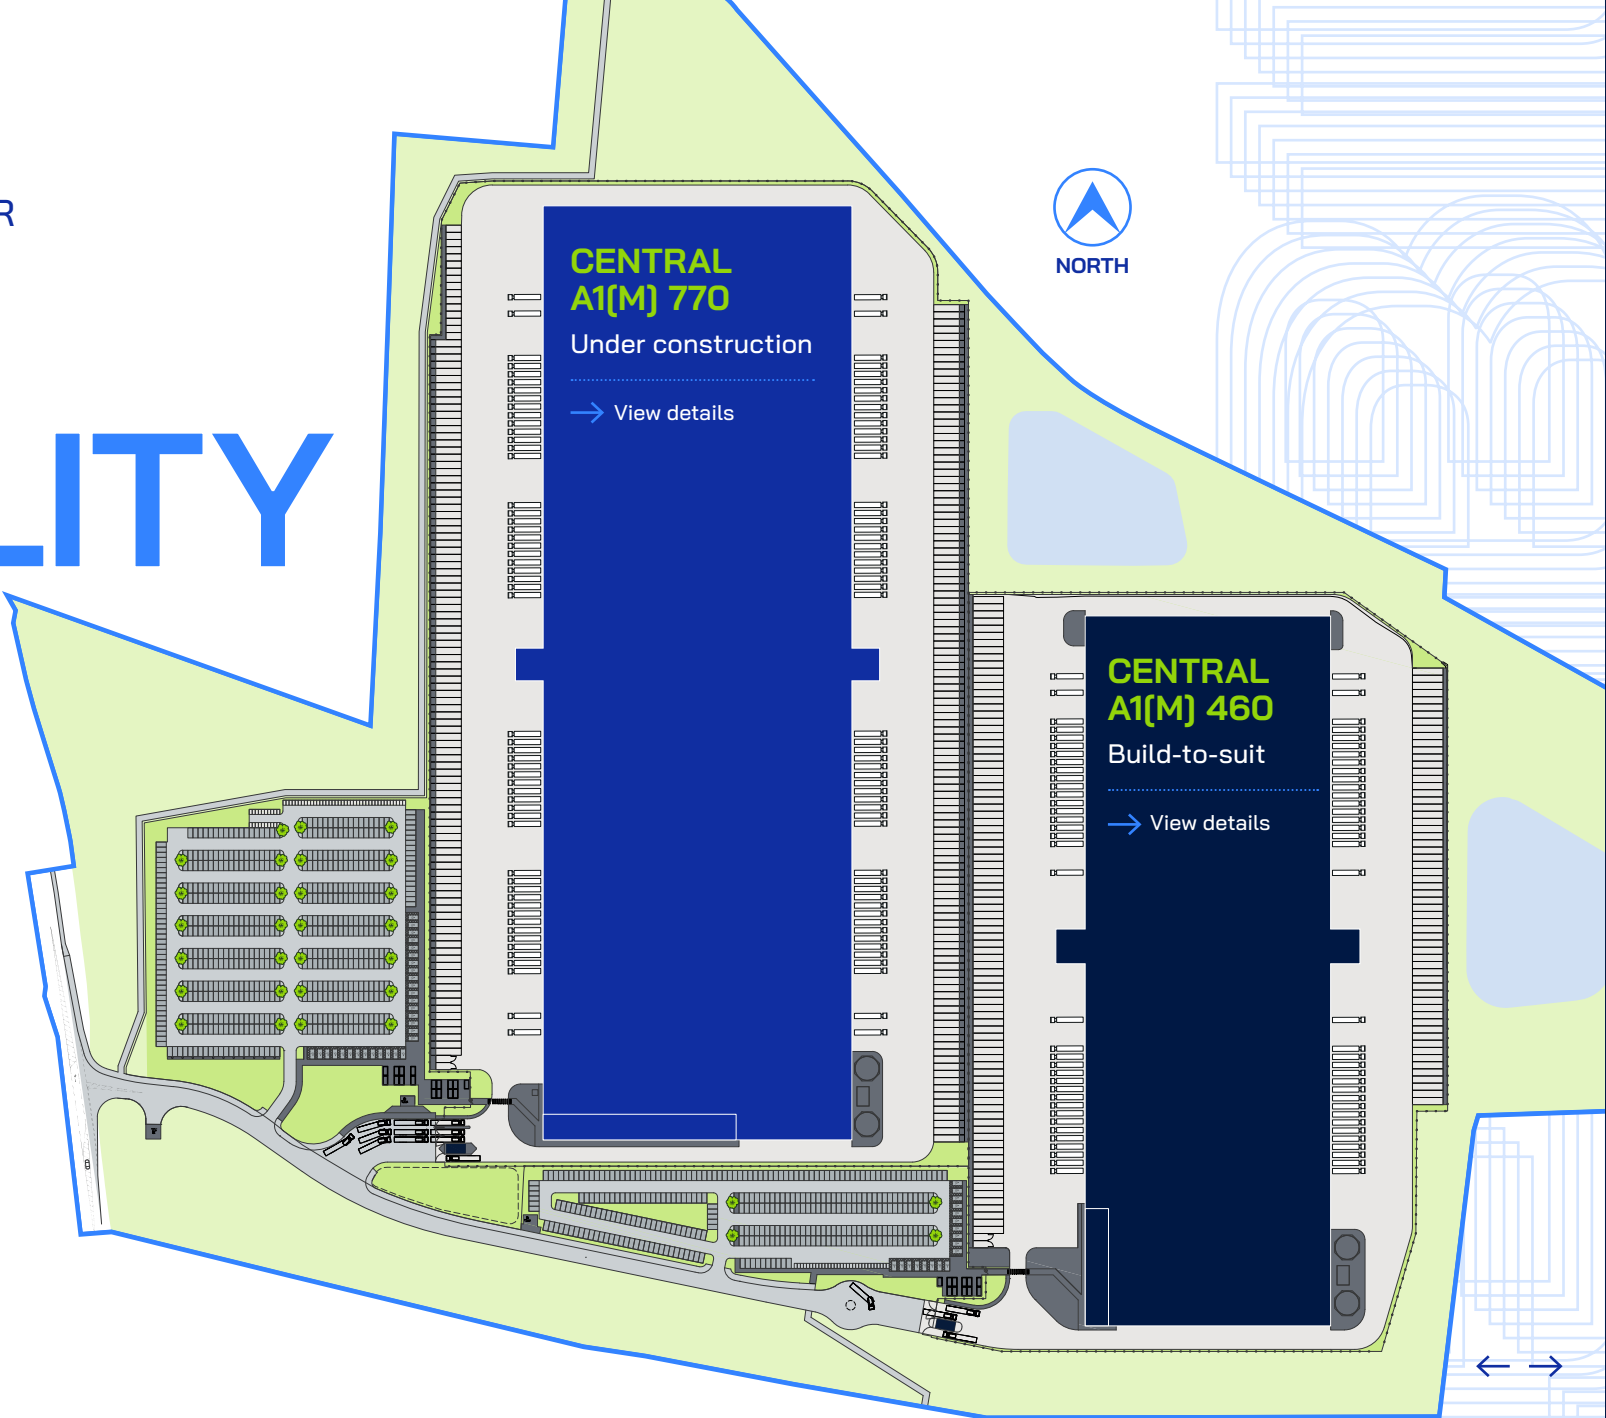 R
LITY
NORTH
CENTRAL
A1(M) 770
Under construction
View details
CENTRAL
A1(M) 460
Build-to-suit
View details